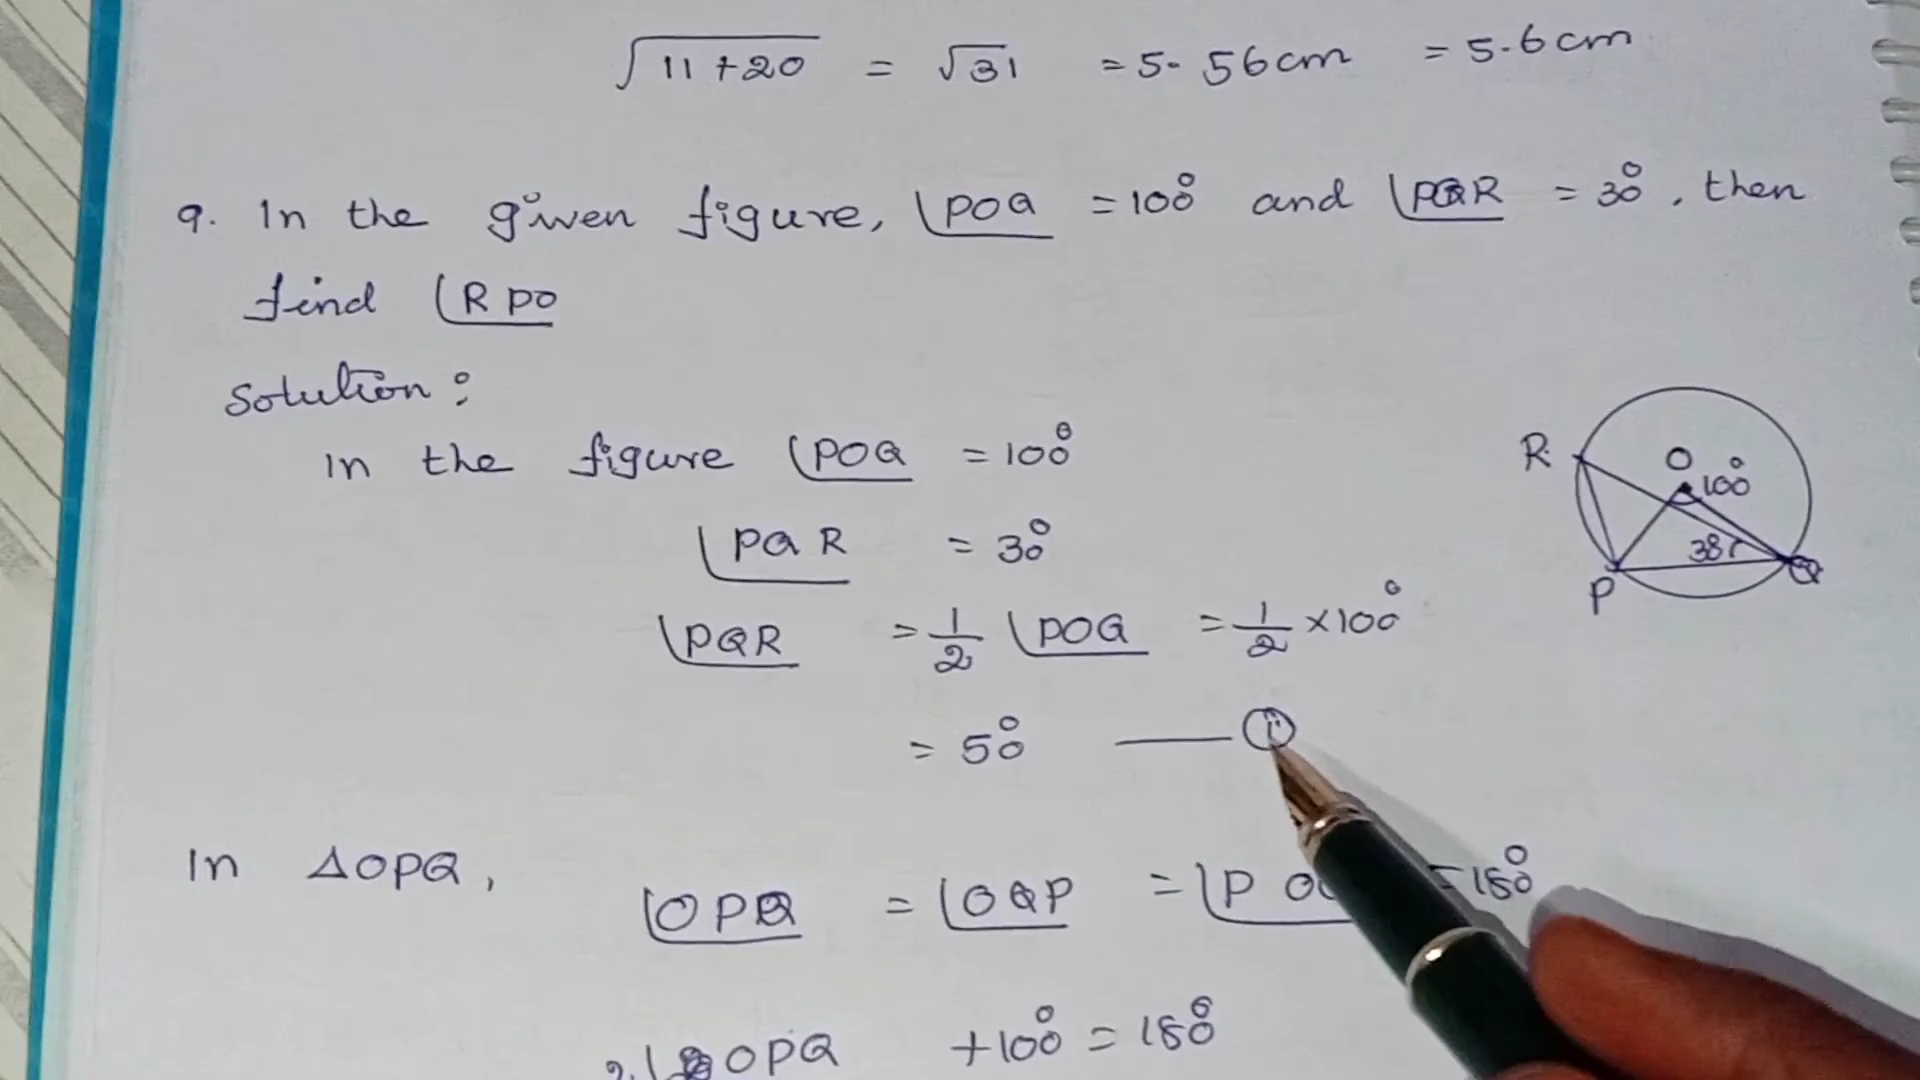 √11+20 = √31 = 5.56cm = 5.6cm
9. In the given figure, ∠POQ = 100° and ∠PQR = 30°, then
find ∠RPO
Solution:
In the figure ∠POQ = 100°
∠PQR = 30°
∠PQR = 1/2 ∠POQ = 1/2 × 100°
= 50° —— ①
R
O
100°
P
Q
In △OPQ,
∠OPQ = ∠OQP = ∠P = 180°
∠OPQ + 100° = 180°